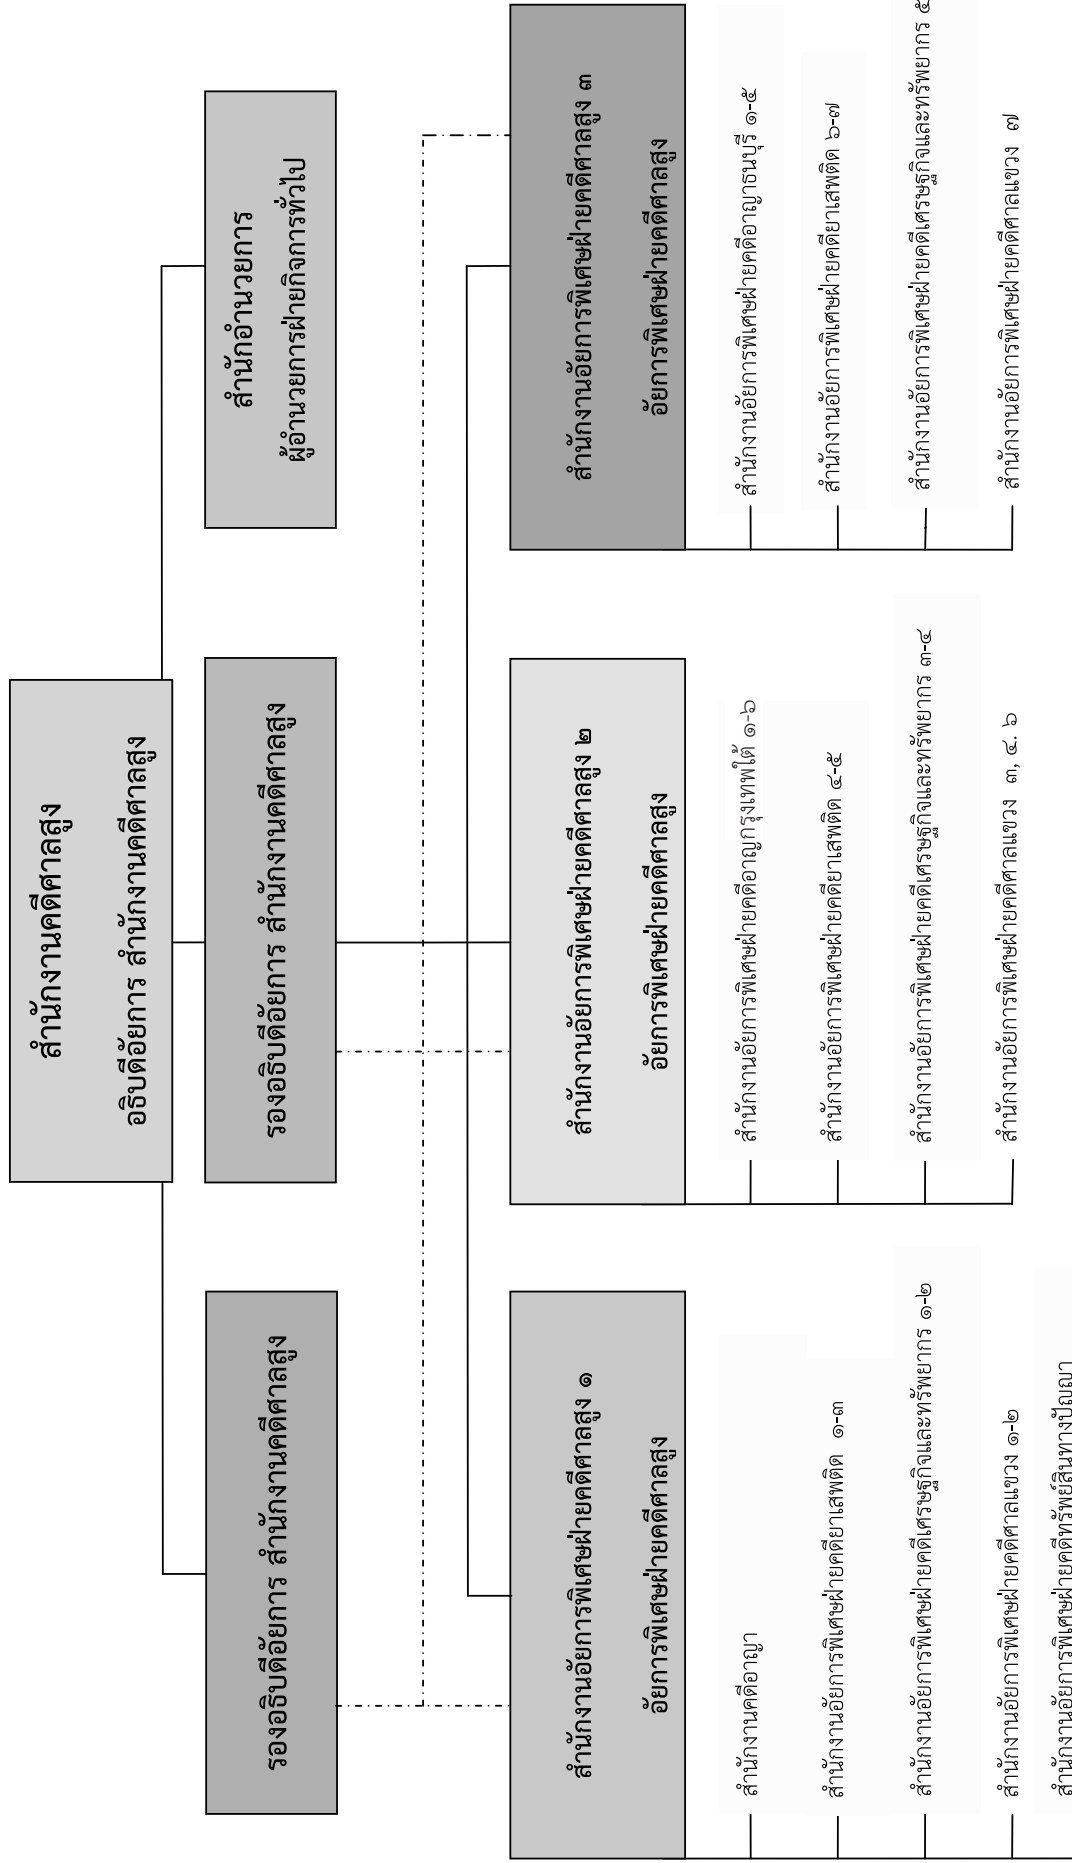 สำนักงานคดีศาลสูง
อธิบดีอัยการ สำนักงานคดีศาลสูง
รองอธิบดีอัยการ สำนักงานคดีศาลสูง
รองอธิบดีอัยการ สำนักงานคดีศาลสูง
สำนักอำนวยการ
ผู้อำนวยการฝ่ายกิจการทั่วไป
สำนักงานอัยการพิเศษฝ่ายคดีศาลสูง ๑
อัยการพิเศษฝ่ายคดีศาลสูง
สำนักงานคดีอาญา
สำนักงานอัยการพิเศษฝ่ายคดียาเสพติด ๑-๓
สำนักงานอัยการพิเศษฝ่ายคดีเศรษฐกิจและทรัพยากร ๑-๒
สำนักงานอัยการพิเศษฝ่ายคดีศาลแขวง ๑-๒
สำนักงานอัยการพิเศษฝ่ายคดีทรัพย์สินทางปัญญา
สำนักงานอัยการพิเศษฝ่ายคดีศาลสูง ๒
อัยการพิเศษฝ่ายคดีศาลสูง
สำนักงานอัยการพิเศษฝ่ายคดีอาญกรุงเทพใต้ ๑-๖
สำนักงานอัยการพิเศษฝ่ายคดียาเสพติด ๔-๕
สำนักงานอัยการพิเศษฝ่ายคดีเศรษฐกิจและทรัพยากร ๓-๔
สำนักงานอัยการพิเศษฝ่ายคดีศาลแขวง ๓, ๔. ๖
สำนักงานอัยการพิเศษฝ่ายคดีศาลสูง ๓
อัยการพิเศษฝ่ายคดีศาลสูง
สำนักงานอัยการพิเศษฝ่ายคดีอาญาธนบุรี ๑-๕
สำนักงานอัยการพิเศษฝ่ายคดียาเสพติด ๖-๗
สำนักงานอัยการพิเศษฝ่ายคดีเศรษฐกิจและทรัพยากร ๕
สำนักงานอัยการพิเศษฝ่ายคดีศาลแขวง ๗